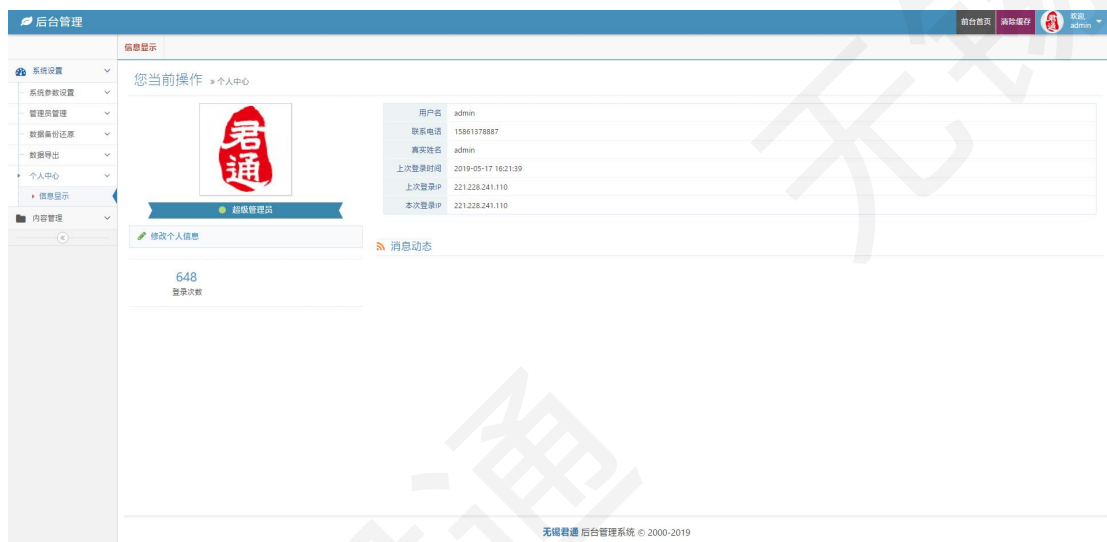 后台管理
前台首页
清除缓存
欢迎,
admin
信息显示
系统设置
系统参数设置
管理员管理
数据备份还原
数据导出
个人中心
信息显示
内容管理
您当前操作 » 个人中心
君通
超级管理员
修改个人信息
648
登录次数
用户名 admin
联系电话 15861378887
真实姓名 admin
上次登录时间 2019-05-17 16:21:39
上次登录IP 221.228.241.110
本次登录IP 221.228.241.110
消息动态
无锡君通 后台管理系统 © 2000-2019